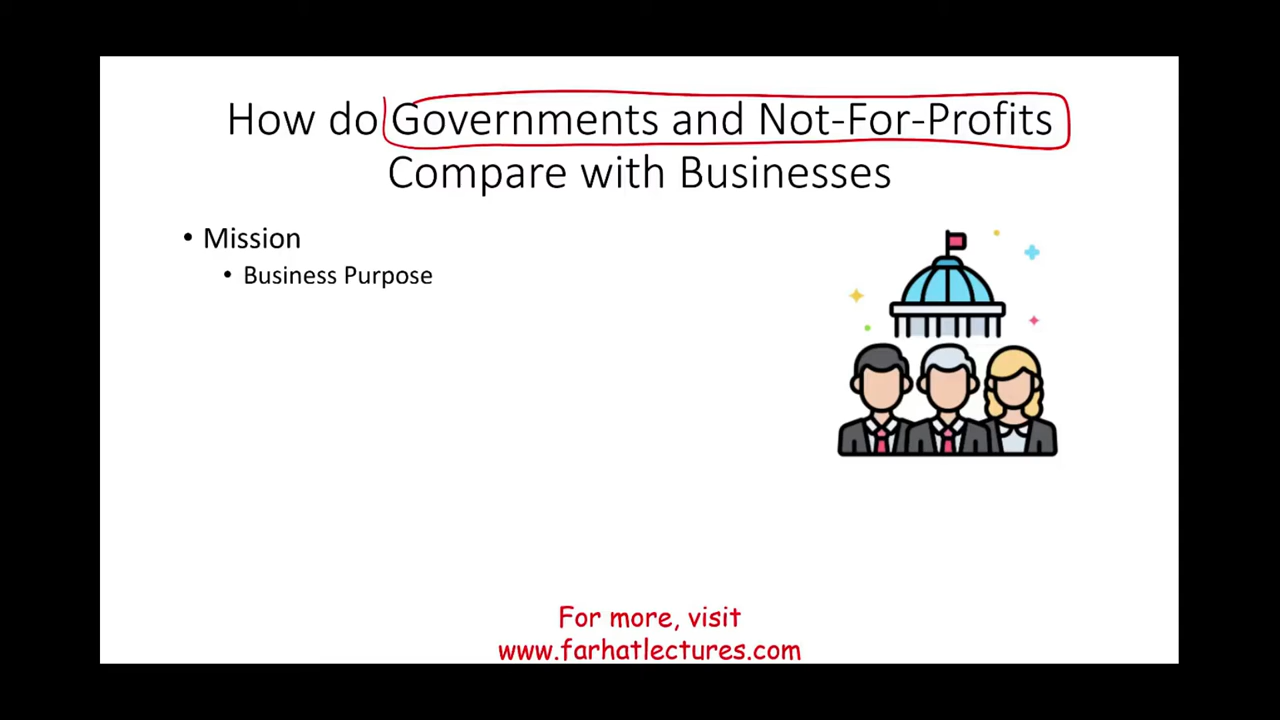 How do Governments and Not-For-Profits
Compare with Businesses
• Mission
• Business Purpose
For more, visit
www.farhatlectures.com